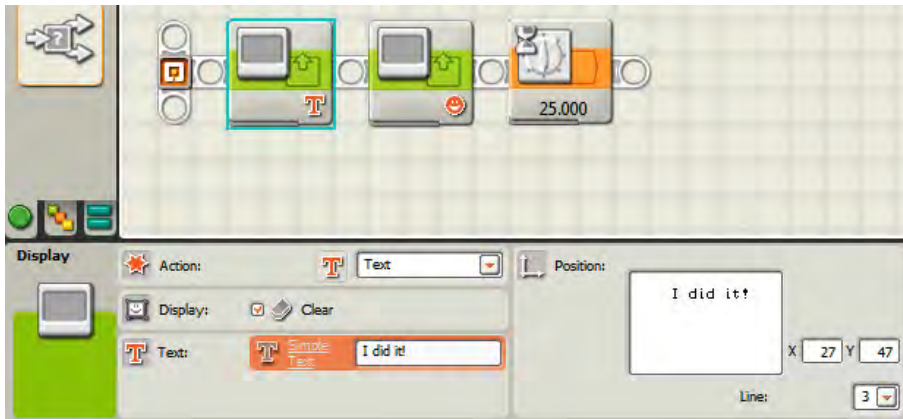 ?
T
25.000
Display
Action:
T
Text
Position:
Display:
Clear
I did it!
T
Text:
T
Simple Text
I did it!
X
27
Y
47
Line:
3